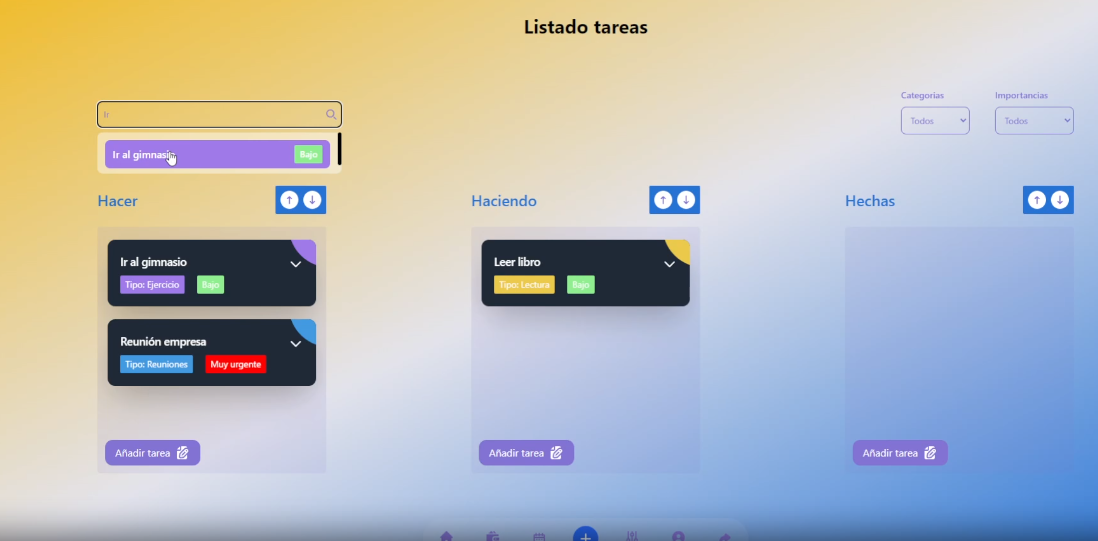 Listado tareas
Categorías
Importancias
Ir
Todos
Todos
Ir al gimnasio
Bajo
Hacer
Haciendo
Hechas
Ir al gimnasio
Tipo: Ejercicio
Bajo
Reunión empresa
Tipo: Reuniones
Muy urgente
Añadir tarea
Leer libro
Tipo: Lectura
Bajo
Añadir tarea
Añadir tarea